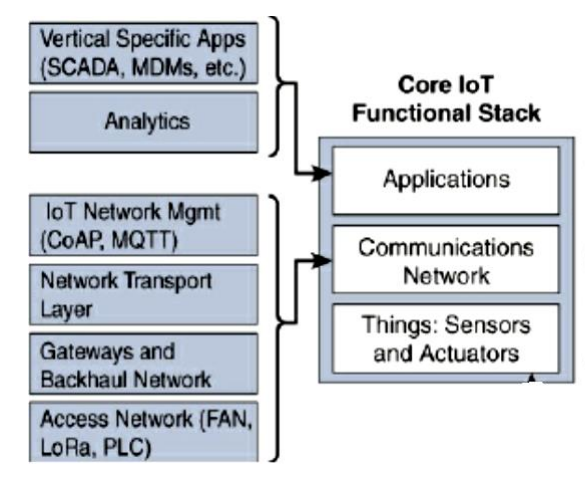 Vertical Specific Apps
(SCADA, MDMs, etc.)
Analytics
IoT Network Mgmt
(CoAP, MQTT)
Network Transport
Layer
Gateways and
Backhaul Network
Access Network (FAN,
LoRa, PLC)
Core IoT
Functional Stack
Applications
Communications
Network
Things: Sensors
and Actuators